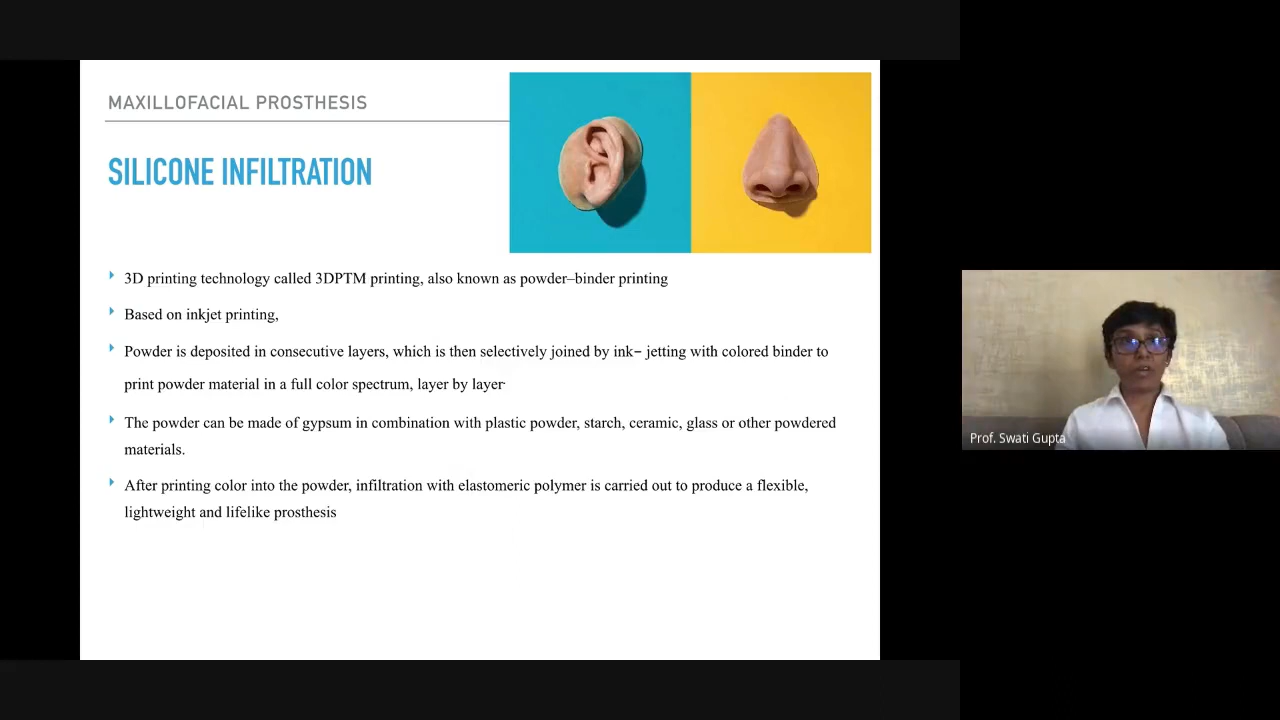 MAXILLOFACIAL PROSTHESIS
SILICONE INFILTRATION
3D printing technology called 3DPTM printing, also known as powder–binder printing
Based on inkjet printing,
Powder is deposited in consecutive layers, which is then selectively joined by ink− jetting with colored binder to
print powder material in a full color spectrum, layer by layer
The powder can be made of gypsum in combination with plastic powder, starch, ceramic, glass or other powdered
materials.
After printing color into the powder, infiltration with elastomeric polymer is carried out to produce a flexible,
lightweight and lifelike prosthesis
Prof. Swati Gupta